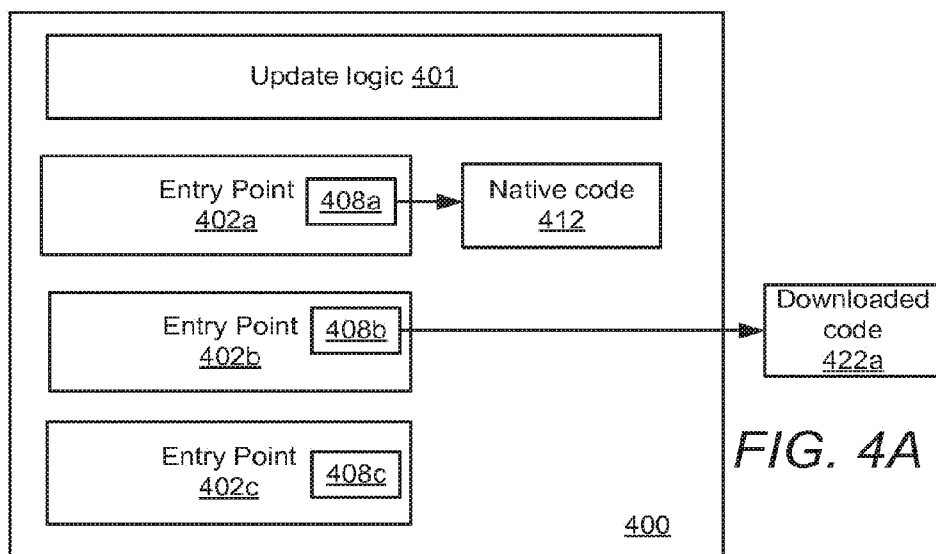 Update logic 401
Entry Point
402a
408a
Native code
412
Entry Point
402b
408b
Downloaded
code
422a
Entry Point
402c
408c
FIG. 4A
400